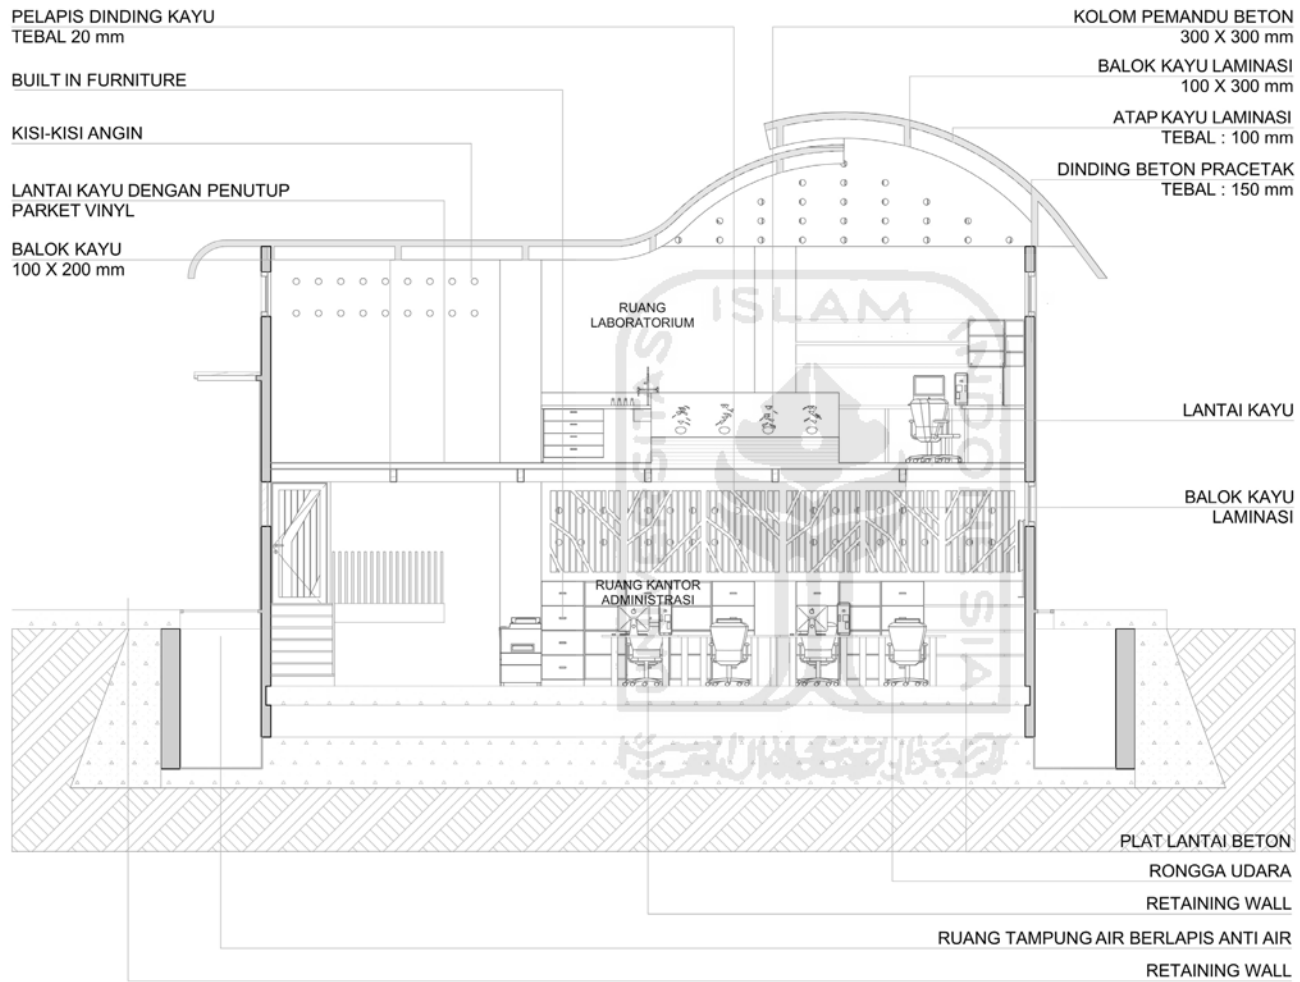 PELAPIS DINDING KAYU
TEBAL 20 mm
BUILT IN FURNITURE
KISI-KISI ANGIN
LANTAI KAYU DENGAN PENUTUP
PARKET VINYL
BALOK KAYU
100 X 200 mm
KOLOM PEMANDU BETON
300 X 300 mm
BALOK KAYU LAMINASI
100 X 300 mm
ATAP KAYU LAMINASI
TEBAL : 100 mm
DINDING BETON PRACETAK
TEBAL : 150 mm
RUANG
LABORATORIUM
LANTAI KAYU
BALOK KAYU
LAMINASI
RUANG KANTOR
ADMINISTRASI
UNIVERSITAS
ISLAM
INDONESIA
PLAT LANTAI BETON
RONGGA UDARA
RETAINING WALL
RUANG TAMPUNG AIR BERLAPIS ANTI AIR
RETAINING WALL